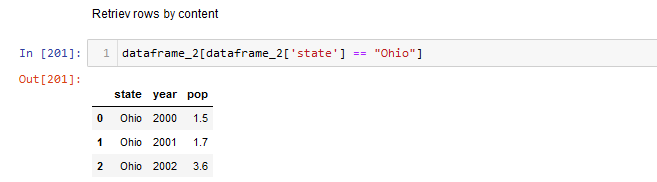 Retriev rows by content
In [201]: 1 dataframe_2[dataframe_2['state'] == "Ohio"]
Out[201]:
state year pop
0 Ohio 2000 1.5
1 Ohio 2001 1.7
2 Ohio 2002 3.6